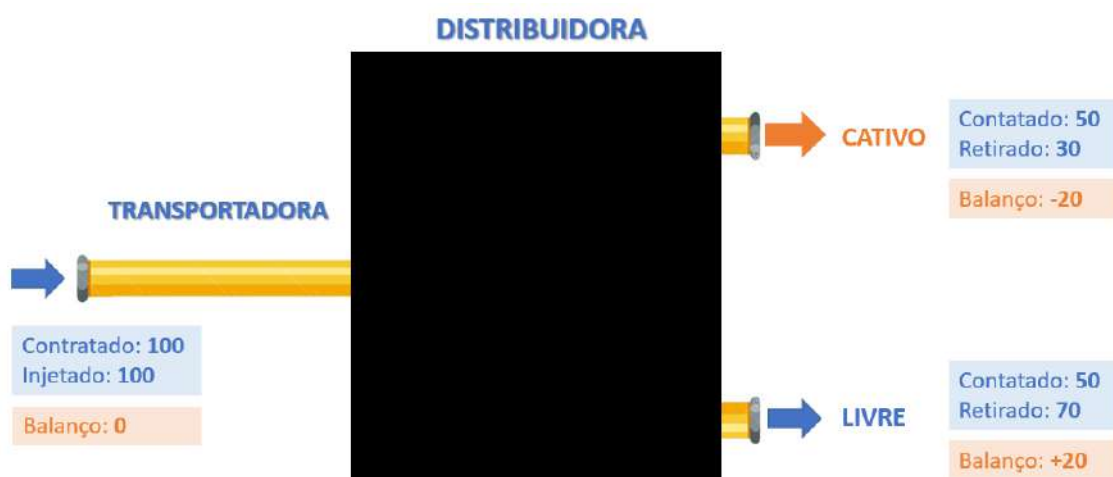 DISTRIBUIDORA
CATIVO
Contatado: 50
Retirado: 30
Balanço: -20
TRANSPORTADORA
Contratado: 100
Injetado: 100
Balanço: 0
LIVRE
Contatado: 50
Retirado: 70
Balanço: +20